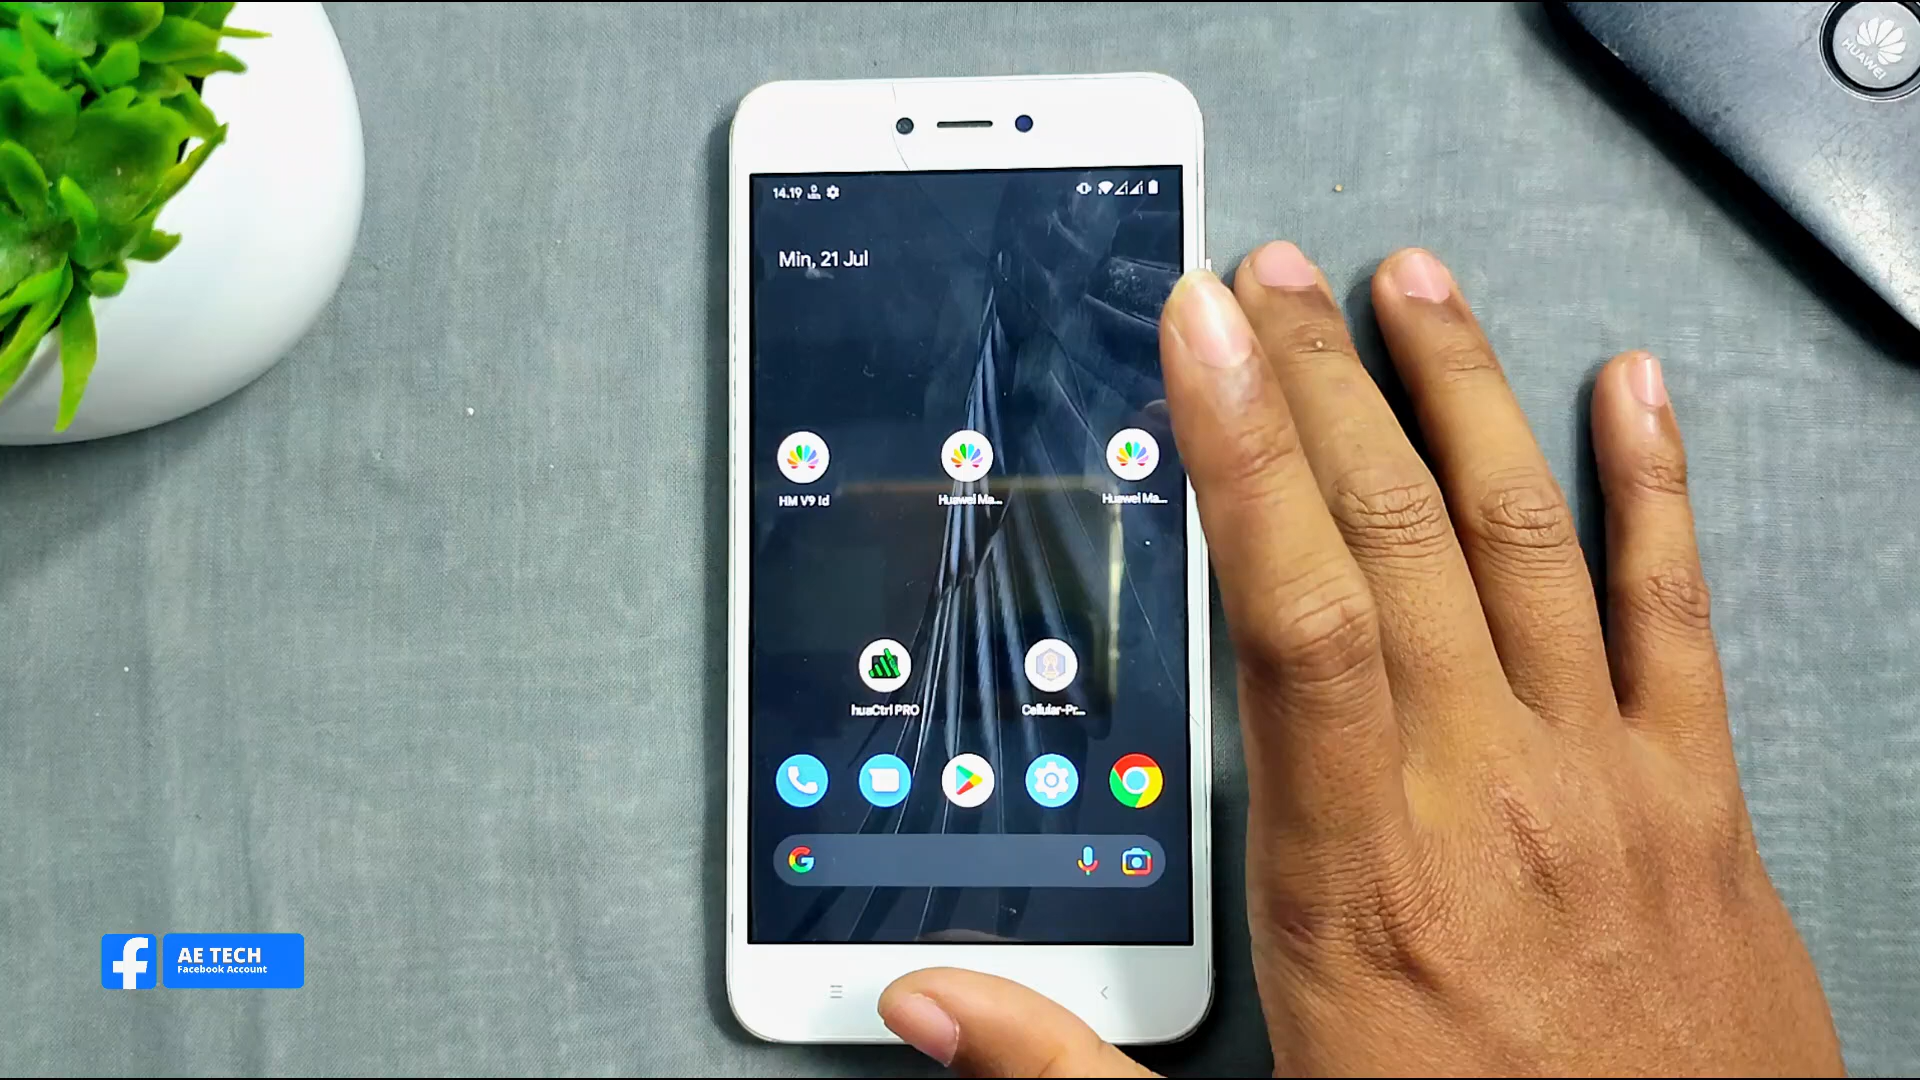 HUAWEI
14.19
Min, 21 Jul
HM V9 Id
Huawei Ma...
Huawei Ma...
huaCtrl PRO
Cellular-Pr...
AE TECH
Facebook Account